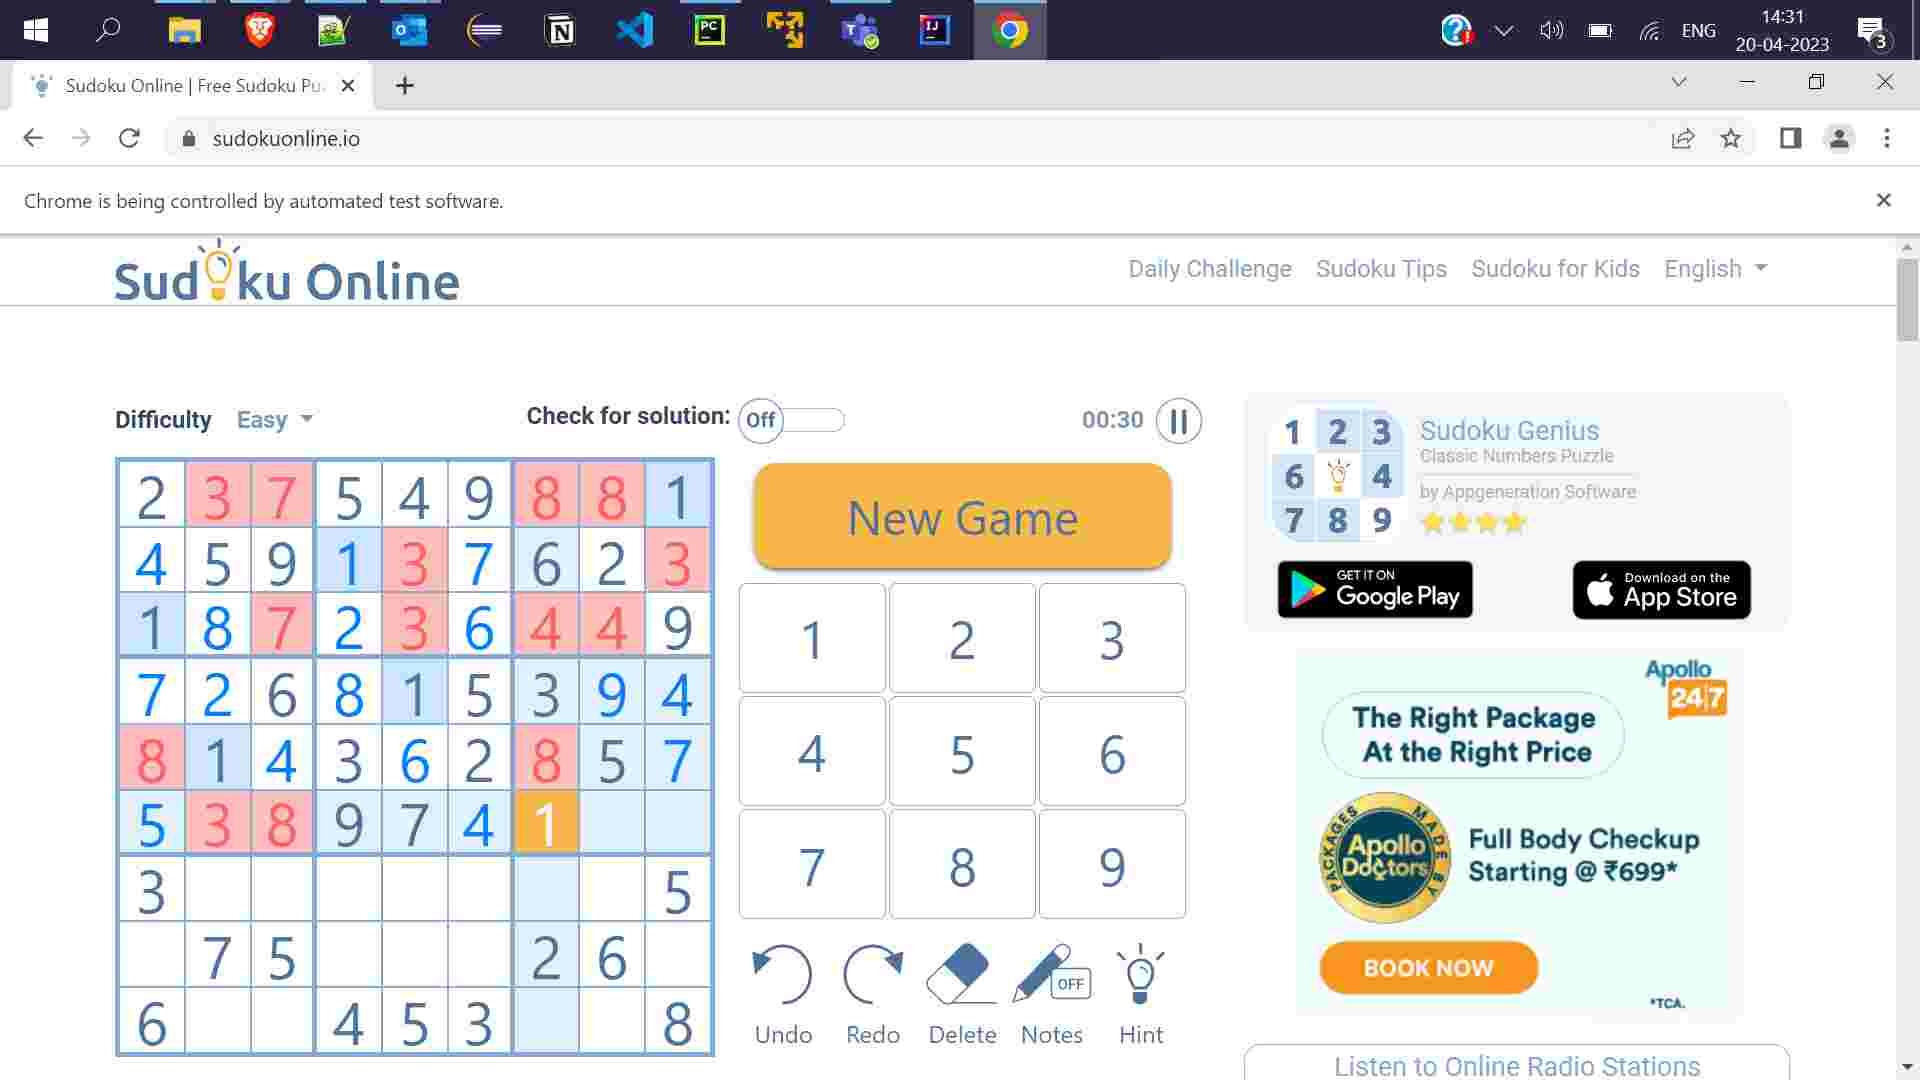 14:31
ENG
20-04-2023
3
Sudoku Online | Free Sudoku Pu
sudokuonline.io
Chrome is being controlled by automated test software.
Sudoku Online
Daily Challenge Sudoku Tips Sudoku for Kids English
Difficulty Easy Check for solution: Off 00:30
2 3 7 5 4 9 8 8 1
4 5 9 1 3 7 6 2 3
1 8 7 2 3 6 4 4 9
7 2 6 8 1 5 3 9 4
8 1 4 3 6 2 8 5 7
5 3 8 9 7 4 1
3 5
7 5 2 6
6 4 5 3 8
New Game
1 2 3
4 5 6
7 8 9
OFF
Undo Redo Delete Notes Hint
1 2 3
6 4
7 8 9
Sudoku Genius
Classic Numbers Puzzle
by Appgeneration Software
GET IT ON
Google Play
Download on the
App Store
Apollo
24|7
The Right Package
At the Right Price
PACKAGES MADE BY
Apollo
Doctors
Full Body Checkup
Starting @ ₹699*
BOOK NOW
*TCA.
Listen to Online Radio Stations